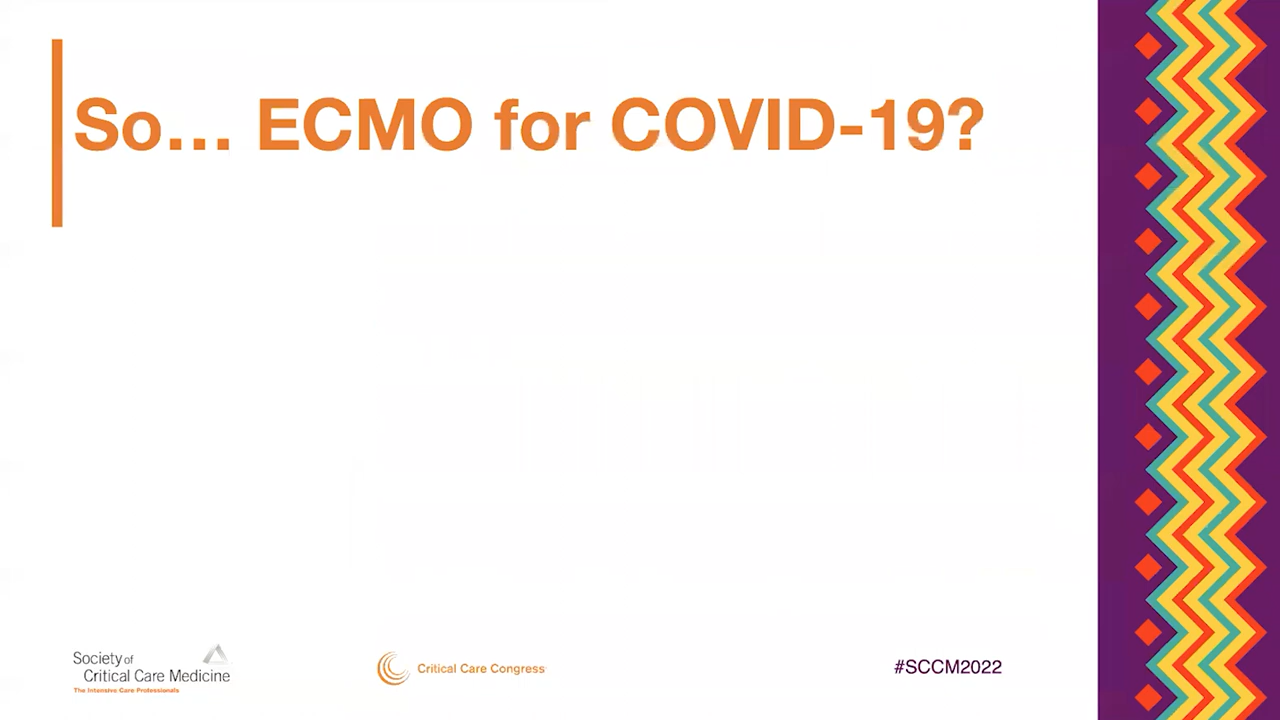 So... ECMO for COVID-19?
Society of
Critical Care Medicine
The Intensive Care Professionals
Critical Care Congress
#SCCM2022